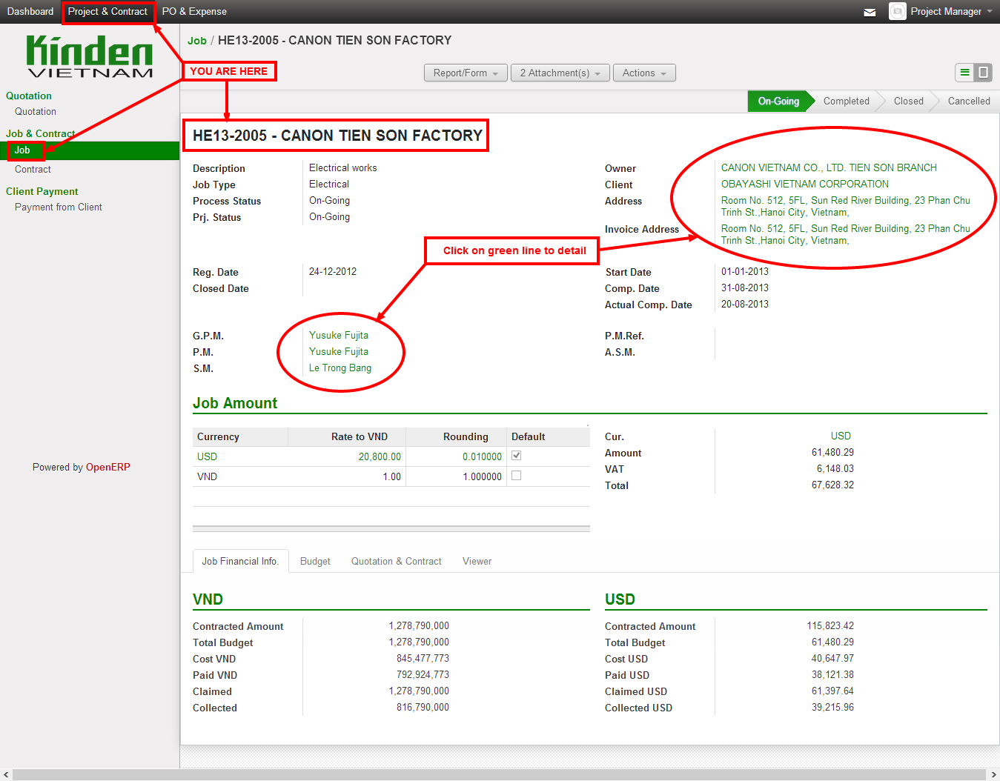 Dashboard Project & Contract PO & Expense Project Manager
Kinden
VIETNAM
Job / HE13-2005 - CANON TIEN SON FACTORY
YOU ARE HERE
Report/Form 2 Attachment(s) Actions
Quotation
Quotation
Job & Contract
Job
Contract
Client Payment
Payment from Client
Powered by OpenERP
On-Going Completed Closed Cancelled
HE13-2005 - CANON TIEN SON FACTORY
Description Electrical works
Job Type Electrical
Process Status On-Going
Prj. Status On-Going
Owner CANON VIETNAM CO., LTD. TIEN SON BRANCH
Client OBAYASHI VIETNAM CORPORATION
Address Room No. 512, 5FL, Sun Red River Building, 23 Phan Chu
Trinh St.,Hanoi City, Vietnam,
Invoice Address Room No. 512, 5FL, Sun Red River Building, 23 Phan Chu
Trinh St.,Hanoi City, Vietnam,
Click on green line to detail
Reg. Date 24-12-2012
Closed Date
Start Date 01-01-2013
Comp. Date 31-08-2013
Actual Comp. Date 20-08-2013
G.P.M. Yusuke Fujita
P.M. Yusuke Fujita
S.M. Le Trong Bang
P.M.Ref.
A.S.M.
Job Amount
Currency Rate to VND Rounding Default
USD 20,800.00 0.010000
VND 1.00 1.000000
Cur. USD
Amount 61,480.29
VAT 6,148.03
Total 67,628.32
Job Financial Info. Budget Quotation & Contract Viewer
VND
Contracted Amount 1,278,790,000
Total Budget 1,278,790,000
Cost VND 845,477,773
Paid VND 792,924,773
Claimed 1,278,790,000
Collected 816,790,000
USD
Contracted Amount 115,823.42
Total Budget 61,480.29
Cost USD 40,647.97
Paid USD 38,121.38
Claimed USD 61,397.64
Collected USD 39,215.96